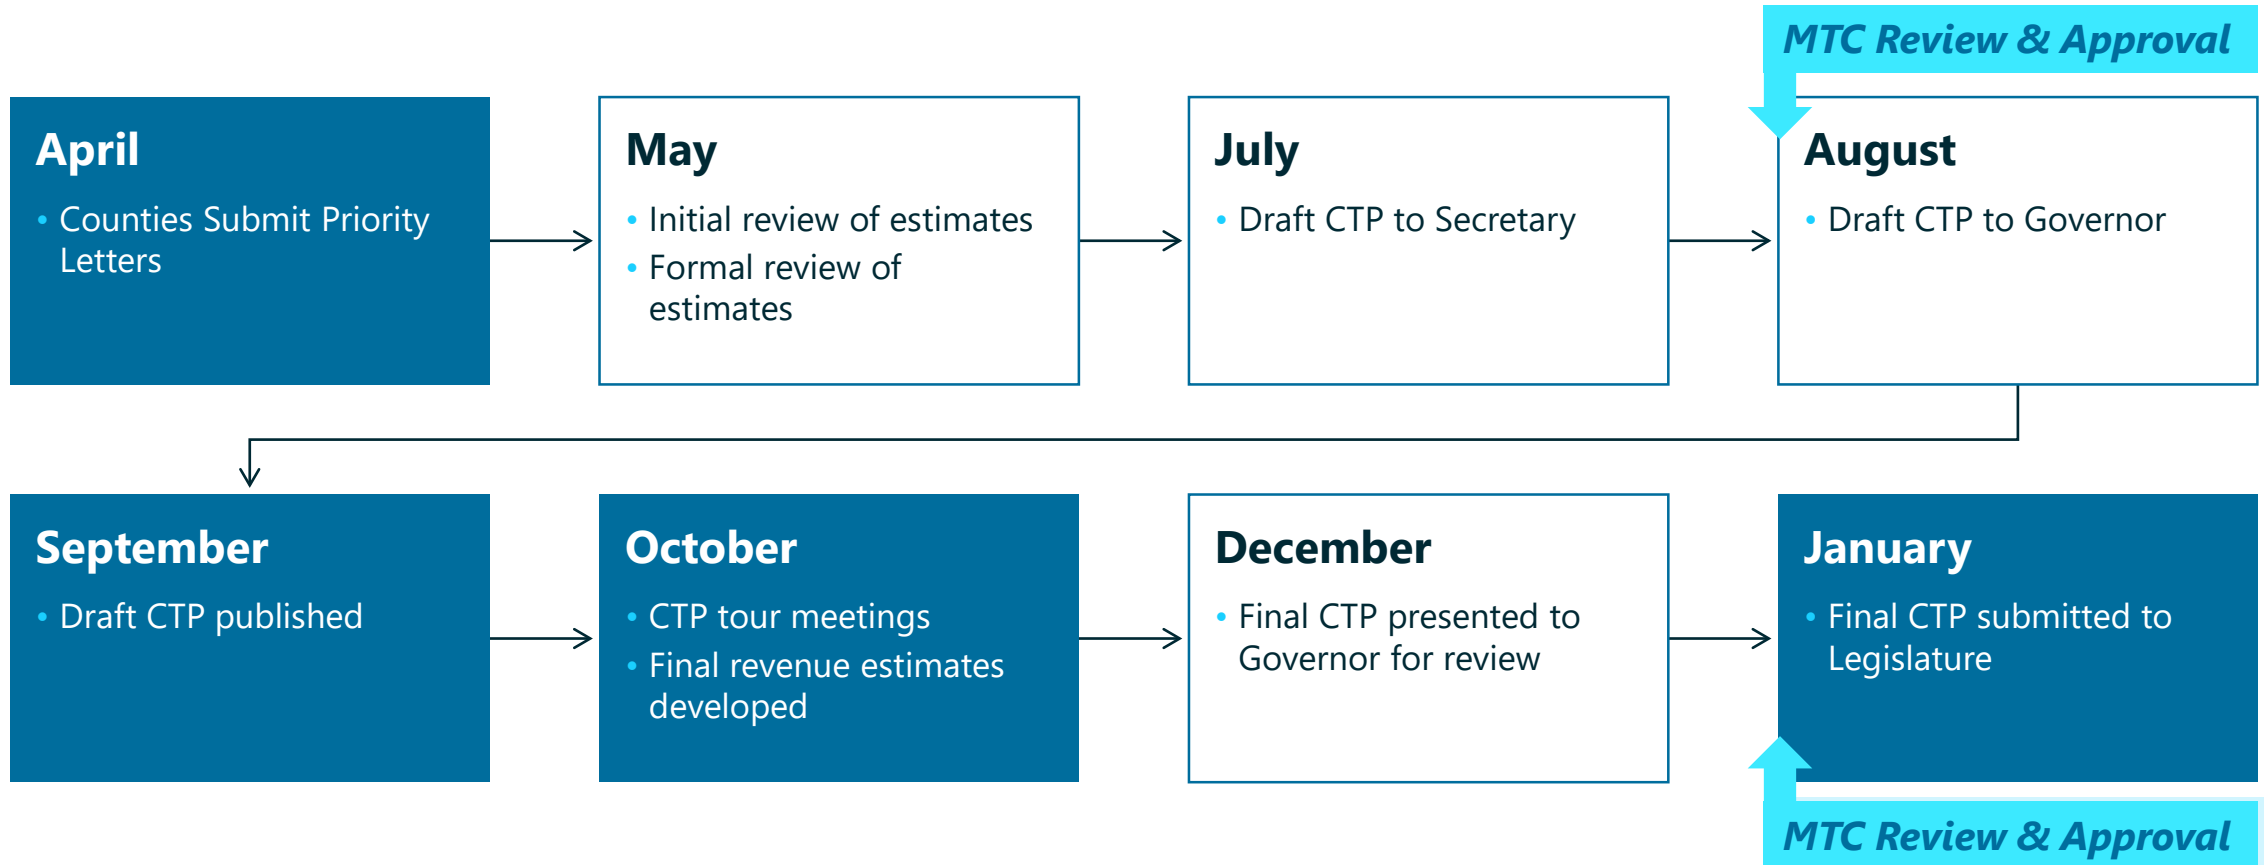 MTC Review & Approval
April
• Counties Submit Priority
Letters
May
• Initial review of estimates
• Formal review of
estimates
July
• Draft CTP to Secretary
August
• Draft CTP to Governor
September
• Draft CTP published
October
• CTP tour meetings
• Final revenue estimates
developed
December
• Final CTP presented to
Governor for review
January
• Final CTP submitted to
Legislature
MTC Review & Approval